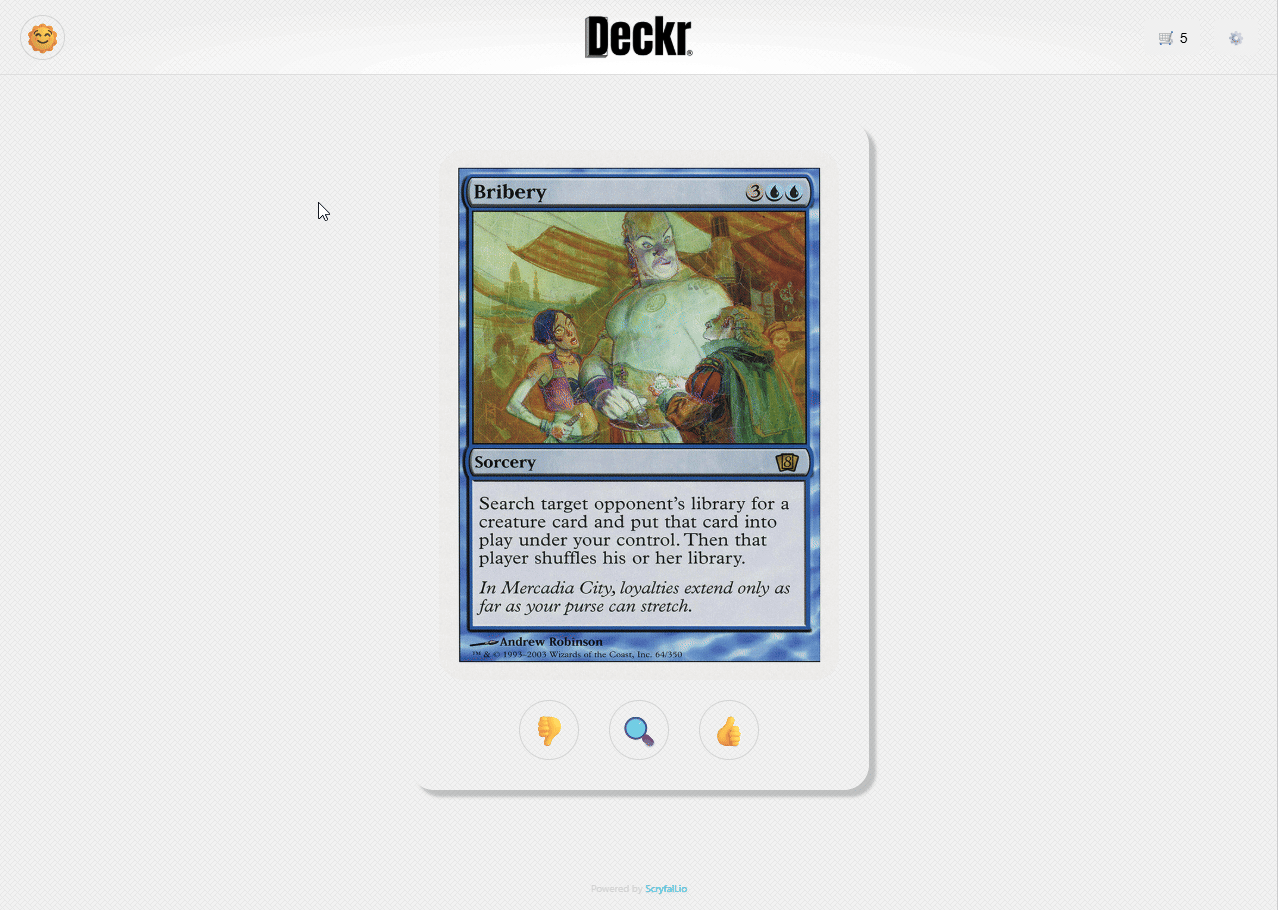 Deckr®
5
Bribery
3
Sorcery
8
Search target opponent's library for a
creature card and put that card into
play under your control. Then that
player shuffles his or her library.
In Mercadia City, loyalties extend only as
far as your purse can stretch.
Andrew Robinson
™ & © 1993-2003 Wizards of the Coast, Inc. 64/350
Powered by Scryfall.io